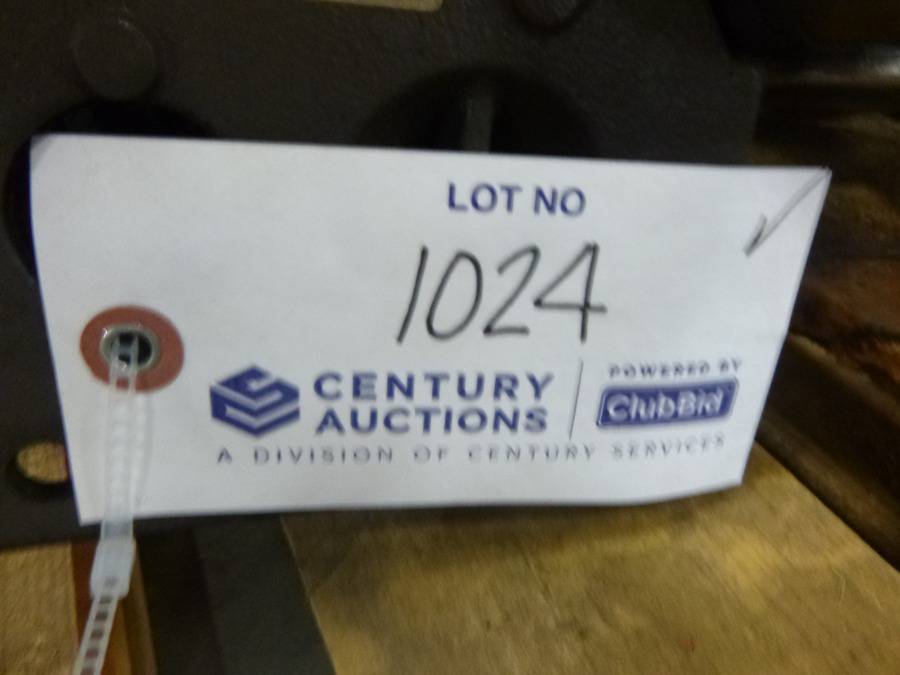 LOT NO
1024
CENTURY
AUCTIONS
A DIVISION OF CENTURY SERVICES
POWERED BY
ClubBid